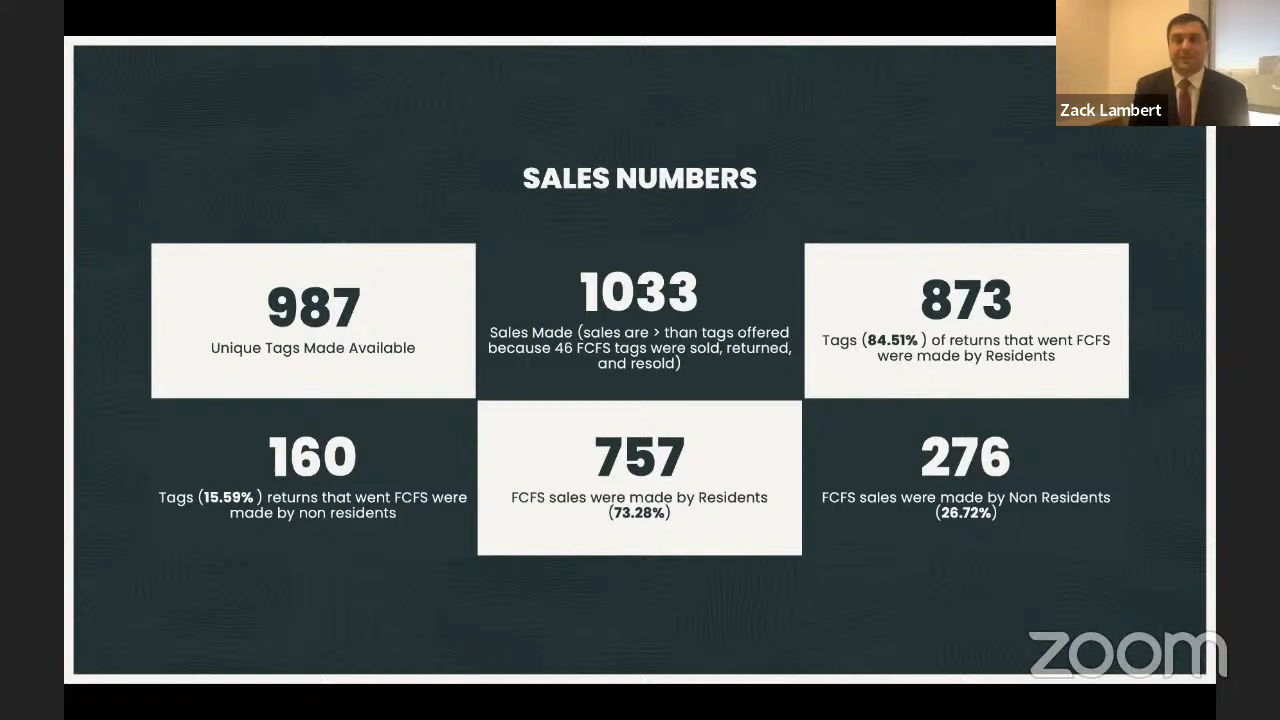 Zack Lambert
SALES NUMBERS
987
Unique Tags Made Available
1033
Sales Made (sales are > than tags offered
because 46 FCFS tags were sold, returned,
and resold)
873
Tags (84.51% ) of returns that went FCFS
were made by Residents
160
Tags (15.59% ) returns that went FCFS were
made by non residents
757
FCFS sales were made by Residents
(73.28%)
276
FCFS sales were made by Non Residents
(26.72%)
zoom